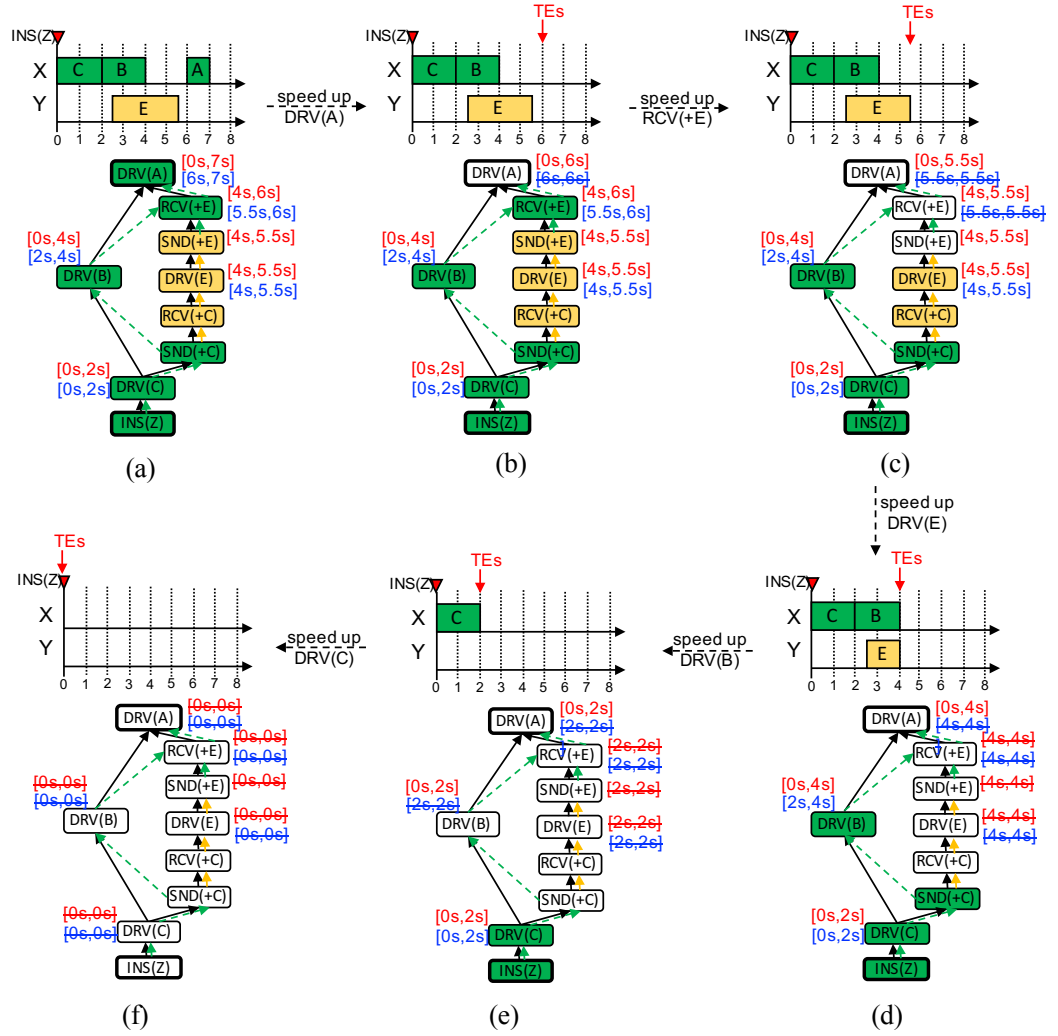 INS(Z)
X
C B A
Y
E
0 1 2 3 4 5 6 7 8
speed up
DRV(A)
INS(Z)
TEs
X
C B
Y
E
0 1 2 3 4 5 6 7 8
speed up
RCV(+E)
INS(Z)
TEs
X
C B
Y
E
0 1 2 3 4 5 6 7 8
DRV(A)
[0s,7s]
[6s,7s]
RCV(+E)
[4s,6s]
[5.5s,6s]
SND(+E)
[4s,5.5s]
[0s,4s]
[2s,4s]
DRV(B)
DRV(E)
[4s,5.5s]
[4s,5.5s]
RCV(+C)
SND(+C)
[0s,2s]
[0s,2s]
DRV(C)
INS(Z)
(a)
DRV(A)
[0s,6s]
[6s,6s]
RCV(+E)
[4s,6s]
[5.5s,6s]
SND(+E)
[4s,5.5s]
[0s,4s]
[2s,4s]
DRV(B)
DRV(E)
[4s,5.5s]
[4s,5.5s]
RCV(+C)
SND(+C)
[0s,2s]
[0s,2s]
DRV(C)
INS(Z)
(b)
DRV(A)
[0s,5.5s]
[5.5s,5.5s]
RCV(+E)
[4s,5.5s]
[5.5s,5.5s]
SND(+E)
[4s,5.5s]
[0s,4s]
[2s,4s]
DRV(B)
DRV(E)
[4s,5.5s]
[4s,5.5s]
RCV(+C)
SND(+C)
[0s,2s]
[0s,2s]
DRV(C)
INS(Z)
(c)
speed up
DRV(E)
TEs
INS(Z)
X
Y
0 1 2 3 4 5 6 7 8
speed up
DRV(C)
TEs
INS(Z)
X
C
Y
0 1 2 3 4 5 6 7 8
speed up
DRV(B)
TEs
INS(Z)
X
C B
Y
E
0 1 2 3 4 5 6 7 8
DRV(A)
[0s,0s]
[0s,0s]
RCV(+E)
[0s,0s]
[0s,0s]
SND(+E)
[0s,0s]
[0s,0s]
[0s,0s]
DRV(B)
DRV(E)
[0s,0s]
[0s,0s]
RCV(+C)
SND(+C)
[0s,0s]
[0s,0s]
DRV(C)
INS(Z)
(f)
DRV(A)
[0s,2s]
[2s,2s]
RCV(+E)
[2s,2s]
[2s,2s]
SND(+E)
[2s,2s]
[0s,2s]
[2s,2s]
DRV(B)
DRV(E)
[2s,2s]
[2s,2s]
RCV(+C)
SND(+C)
[0s,2s]
[0s,2s]
DRV(C)
INS(Z)
(e)
DRV(A)
[0s,4s]
[4s,4s]
RCV(+E)
[4s,4s]
[4s,4s]
SND(+E)
[4s,4s]
[0s,4s]
[2s,4s]
DRV(B)
DRV(E)
[4s,4s]
[4s,4s]
RCV(+C)
SND(+C)
[0s,2s]
[0s,2s]
DRV(C)
INS(Z)
(d)